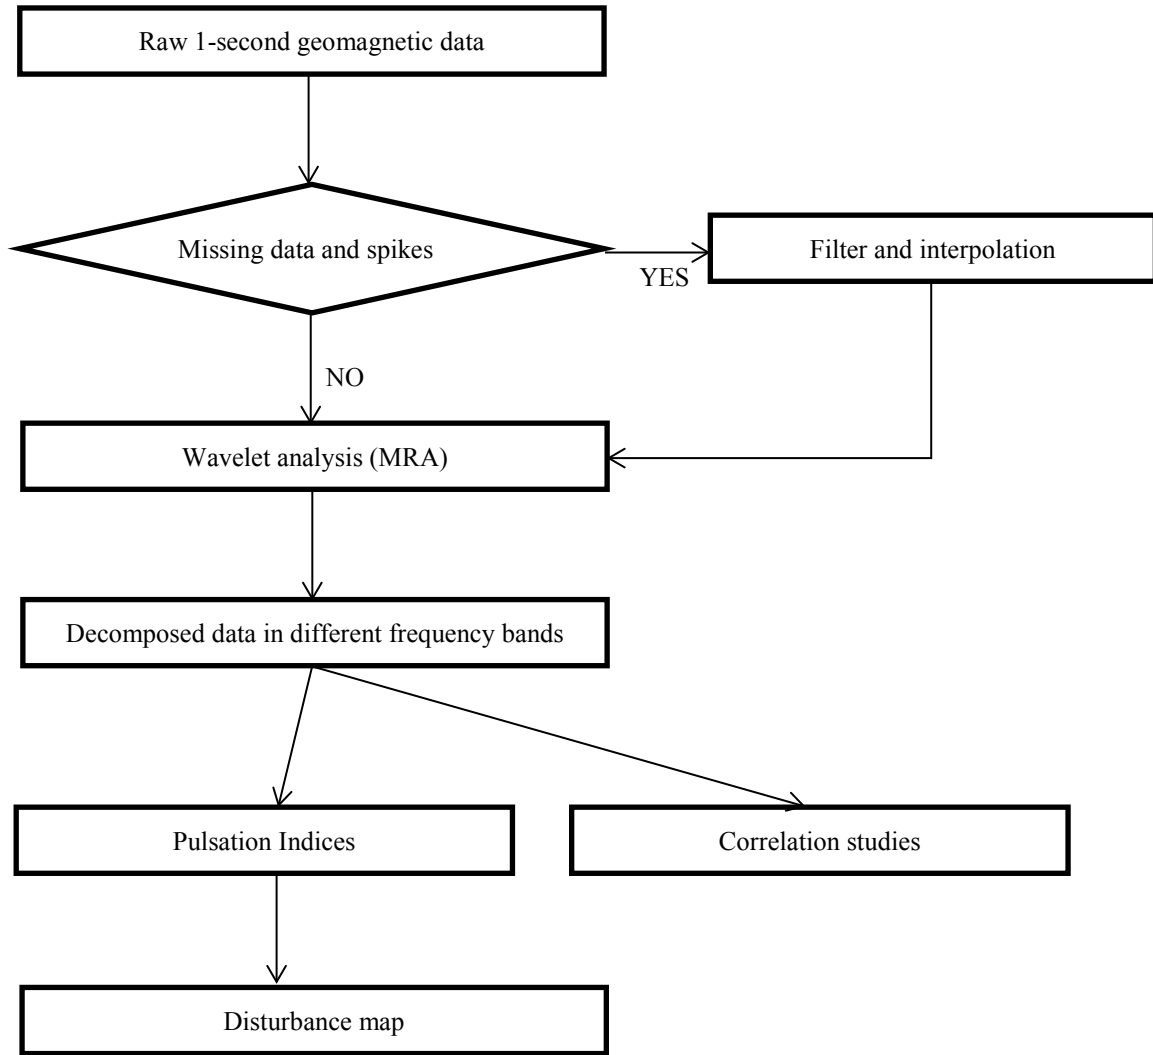 Raw 1-second geomagnetic data
Missing data and spikes
Filter and interpolation
YES
NO
Wavelet analysis (MRA)
Decomposed data in different frequency bands
Pulsation Indices
Correlation studies
Disturbance map